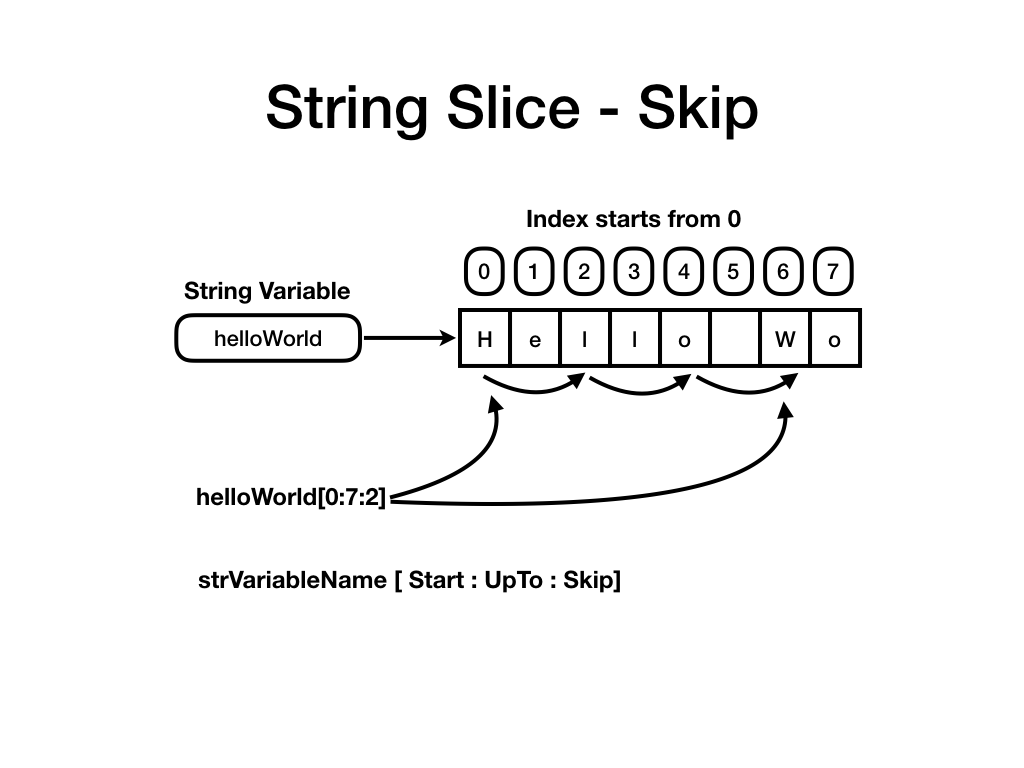 String Slice - Skip
Index starts from 0
0 1 2 3 4 5 6 7
String Variable
helloWorld
H e l l o W o
helloWorld[0:7:2]
strVariableName [ Start : UpTo : Skip]